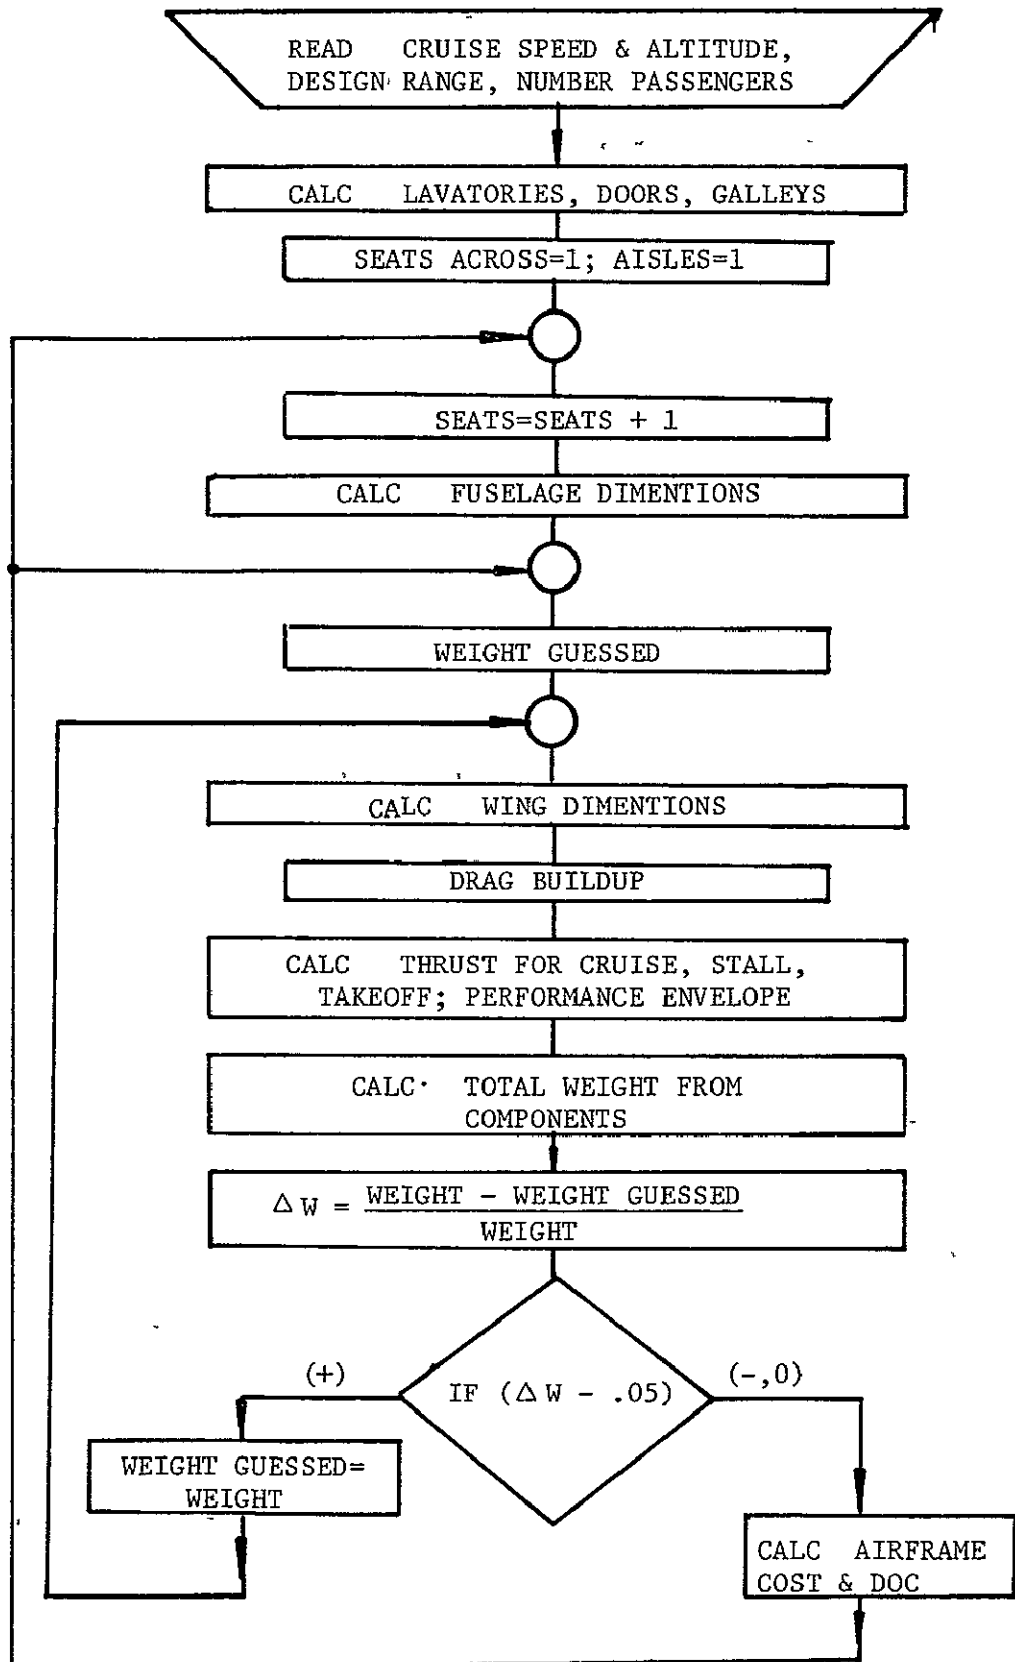 READ CRUISE SPEED & ALTITUDE,
DESIGN RANGE, NUMBER PASSENGERS
CALC LAVATORIES, DOORS, GALLEYS
SEATS ACROSS=1; AISLES=1
SEATS=SEATS + 1
CALC FUSELAGE DIMENTIONS
WEIGHT GUESSED
CALC WING DIMENTIONS
DRAG BUILDUP
CALC THRUST FOR CRUISE, STALL,
TAKEOFF; PERFORMANCE ENVELOPE
CALC TOTAL WEIGHT FROM
COMPONENTS
△ W = WEIGHT - WEIGHT GUESSED
WEIGHT
(+)
IF (△ W - .05)
(-,0)
WEIGHT GUESSED=
WEIGHT
CALC AIRFRAME
COST & DOC